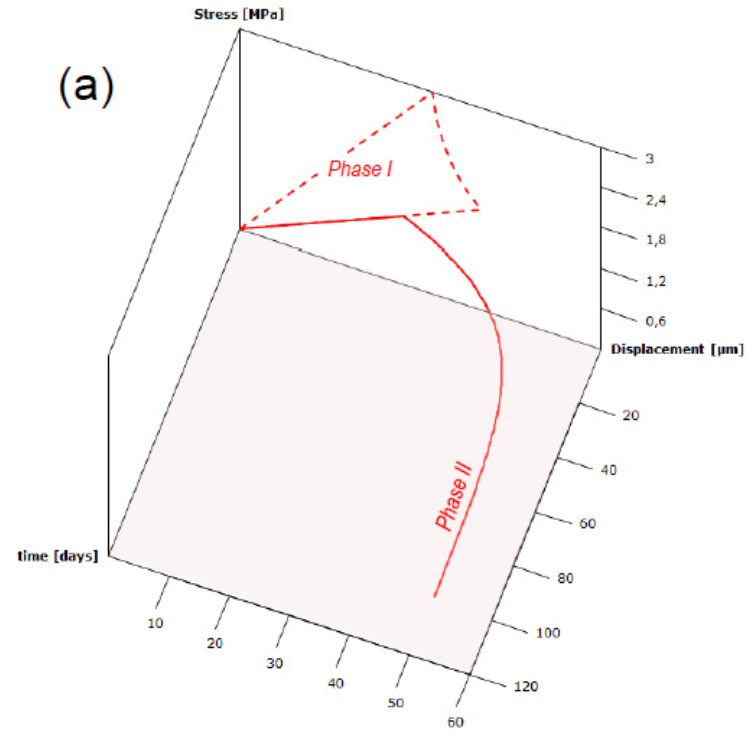 Stress [MPa]
(a)
Phase I
3
2,4
1,8
1,2
0,6
Displacement [µm]
20
40
60
80
100
120
Phase II
time [days]
10
20
30
40
50
60